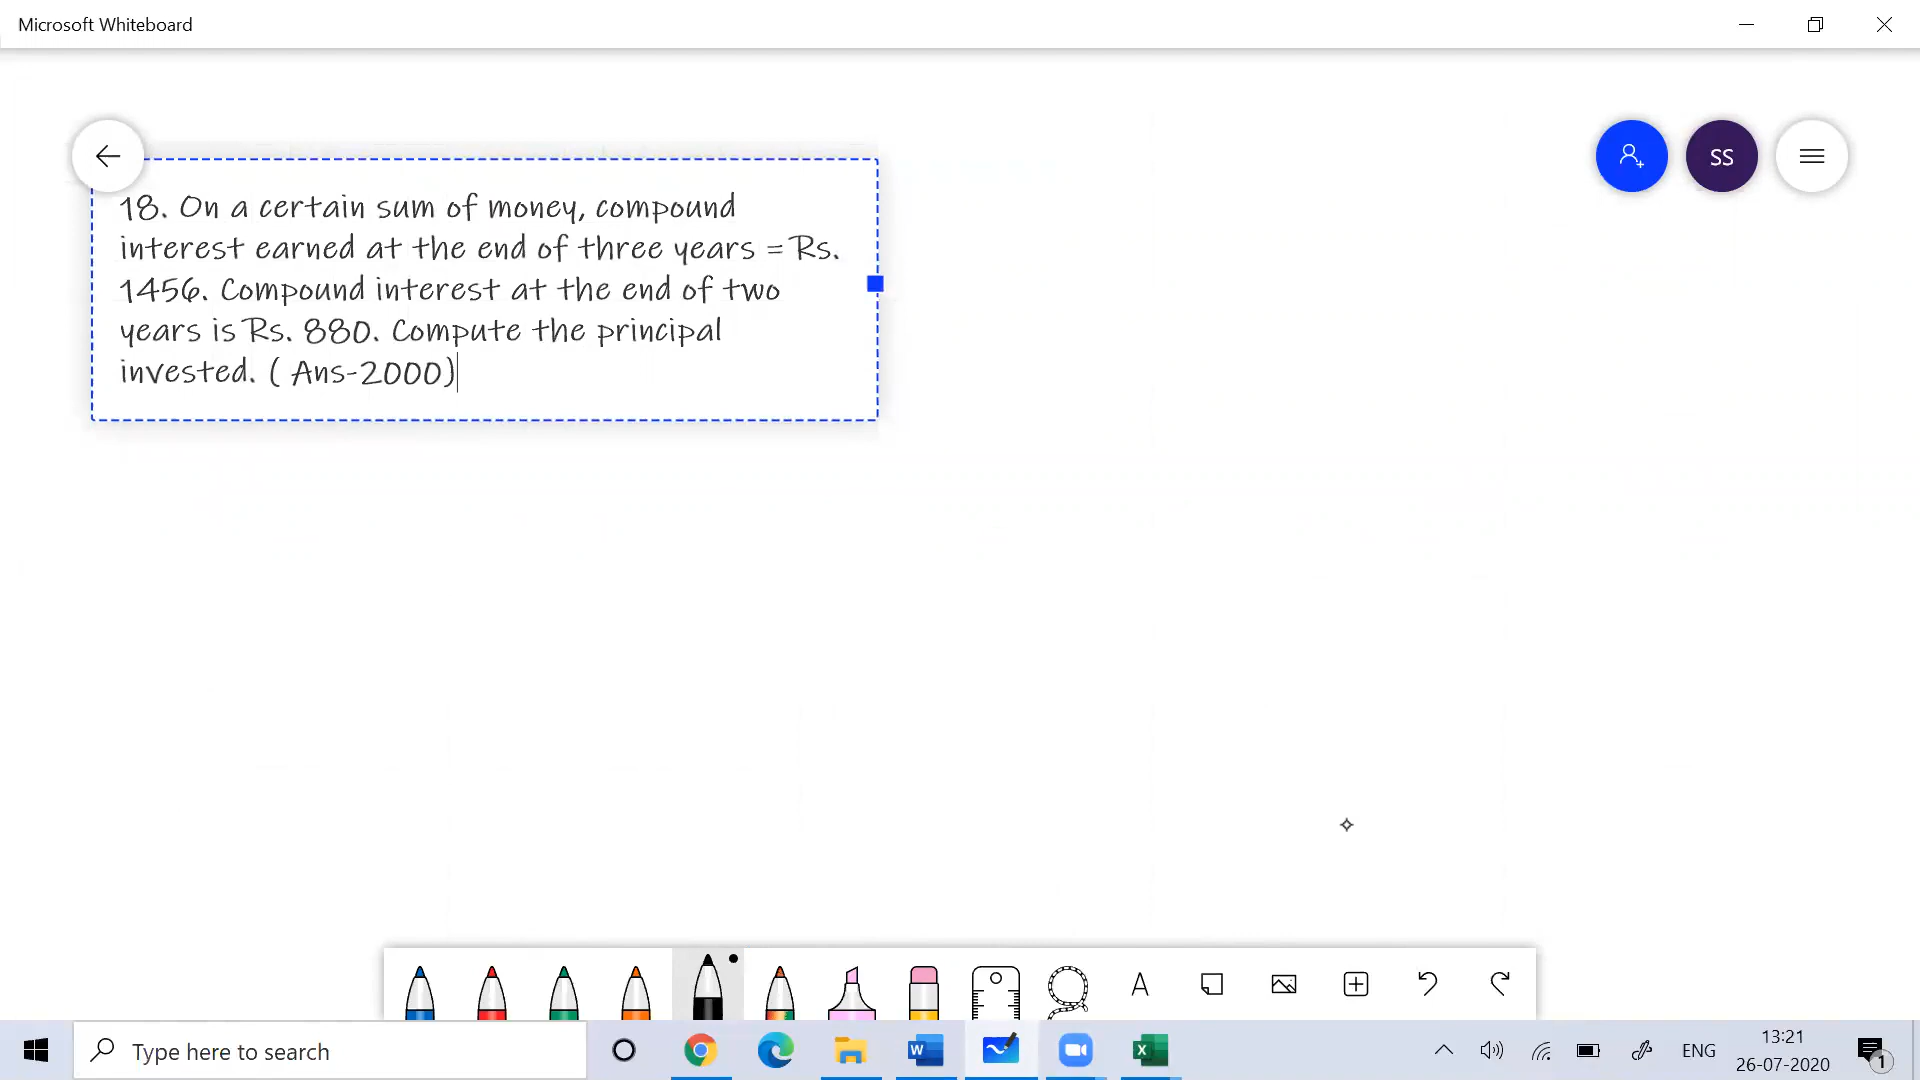 Microsoft Whiteboard
SS
18. On a certain sum of money, compound
interest earned at the end of three years = Rs.
1456. Compound interest at the end of two
years is Rs. 880. Compute the principal
invested. ( Ans-2000)
A
Type here to search
W
X
ENG
13:21
26-07-2020
1